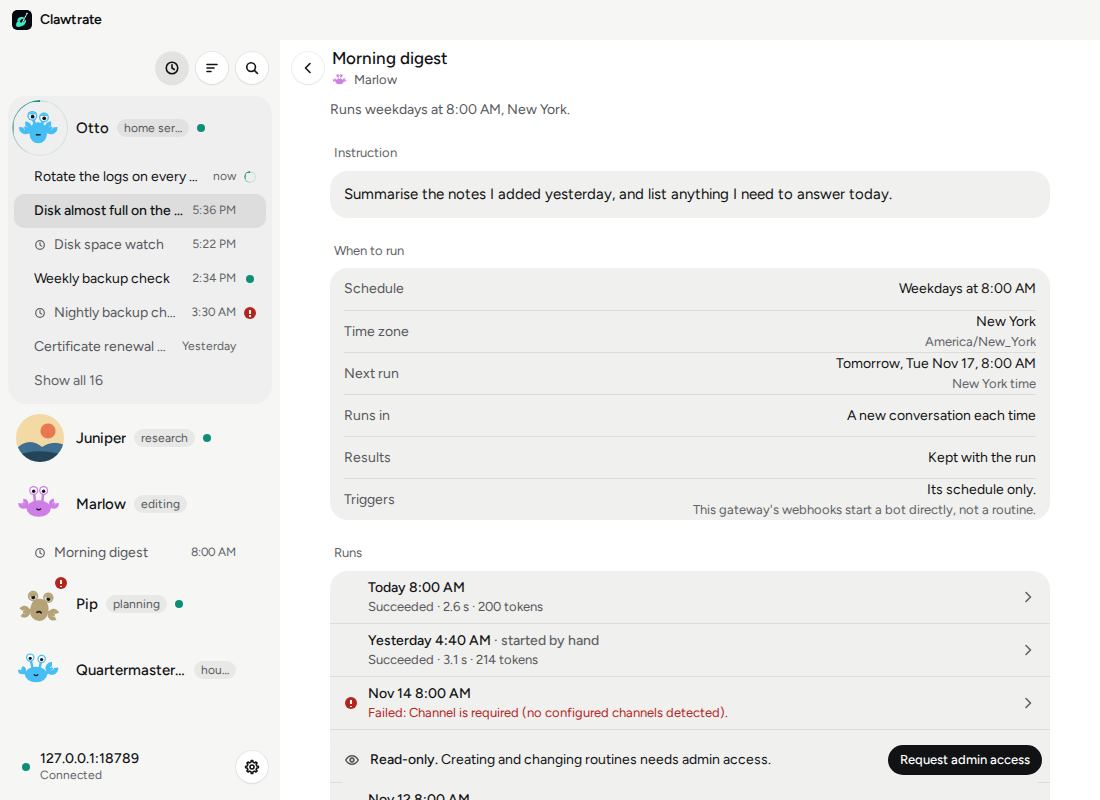 Clawtrate
Otto
home ser...
Rotate the logs on every ...
now
Disk almost full on the ...
5:36 PM
Disk space watch
5:22 PM
Weekly backup check
2:34 PM
Nightly backup ch...
3:30 AM
Certificate renewal ...
Yesterday
Show all 16
Juniper
research
Marlow
editing
Morning digest
8:00 AM
Pip
planning
Quartermaster...
hou...
127.0.0.1:18789
Connected
Morning digest
Marlow
Runs weekdays at 8:00 AM, New York.
Instruction
Summarise the notes I added yesterday, and list anything I need to answer today.
When to run
Schedule
Weekdays at 8:00 AM
Time zone
New York
America/New_York
Next run
Tomorrow, Tue Nov 17, 8:00 AM
New York time
Runs in
A new conversation each time
Results
Kept with the run
Triggers
Its schedule only.
This gateway's webhooks start a bot directly, not a routine.
Runs
Today 8:00 AM
Succeeded · 2.6 s · 200 tokens
Yesterday 4:40 AM · started by hand
Succeeded · 3.1 s · 214 tokens
Nov 14 8:00 AM
Failed: Channel is required (no configured channels detected).
Read-only. Creating and changing routines needs admin access.
Request admin access
Nov 12 8:00 AM